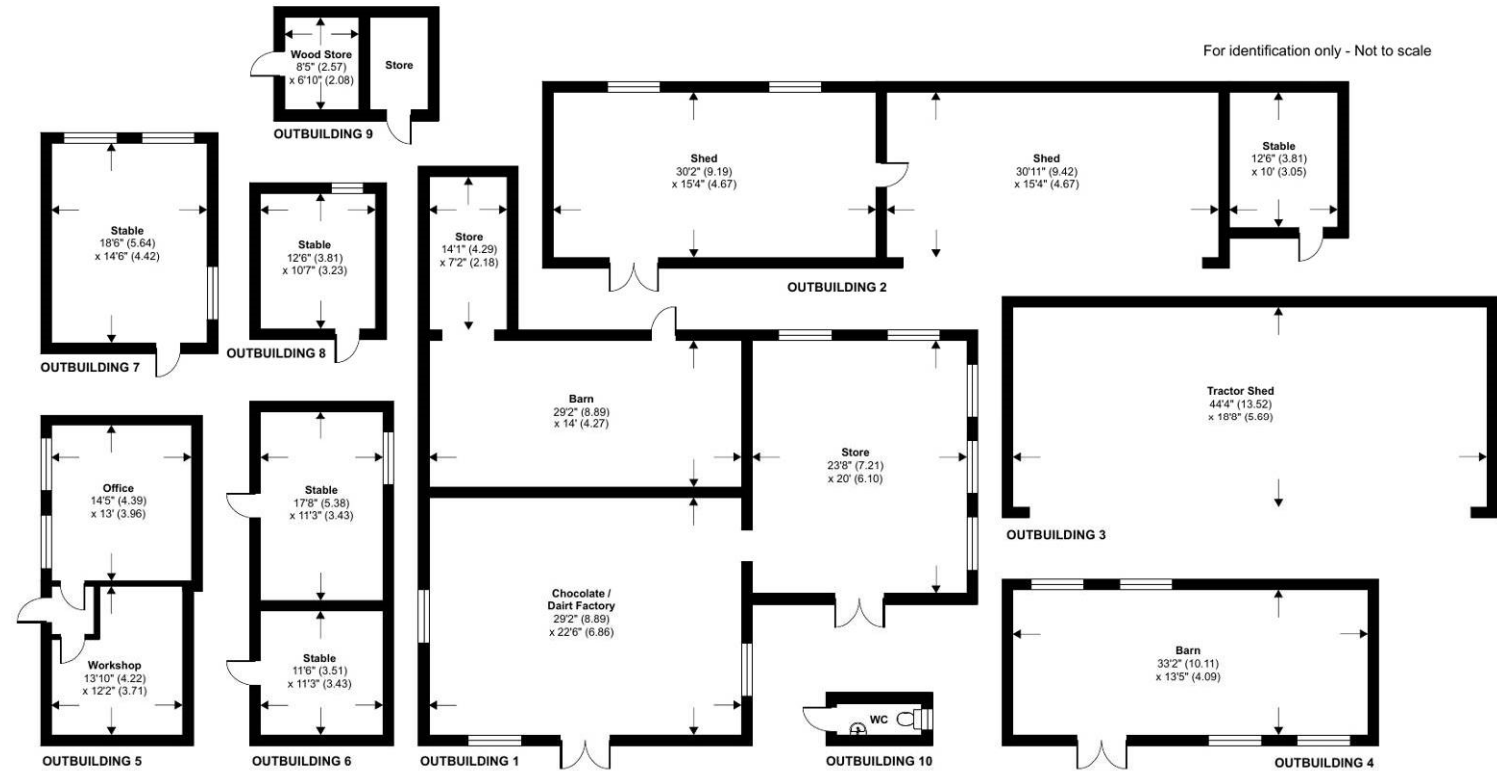 For identification only - Not to scale
Wood Store
8'5" (2.57)
x 6'10" (2.08)
Store
OUTBUILDING 9
Shed
30'2" (9.19)
x 15'4" (4.67)
Shed
30'11" (9.42)
x 15'4" (4.67)
Stable
12'6" (3.81)
x 10' (3.05)
OUTBUILDING 2
Stable
18'6" (5.64)
x 14'6" (4.42)
OUTBUILDING 7
Stable
12'6" (3.81)
x 10'7" (3.23)
OUTBUILDING 8
Store
14'1" (4.29)
x 7'2" (2.18)
Barn
29'2" (8.89)
x 14' (4.27)
Store
23'8" (7.21)
x 20' (6.10)
Chocolate /
Dairt Factory
29'2" (8.89)
x 22'6" (6.86)
OUTBUILDING 1
Tractor Shed
44'4" (13.52)
x 18'8" (5.69)
OUTBUILDING 3
Office
14'5" (4.39)
x 13' (3.96)
Workshop
13'10" (4.22)
x 12'2" (3.71)
OUTBUILDING 5
Stable
17'8" (5.38)
x 11'3" (3.43)
Stable
11'6" (3.51)
x 11'3" (3.43)
OUTBUILDING 6
WC
OUTBUILDING 10
Barn
33'2" (10.11)
x 13'5" (4.09)
OUTBUILDING 4